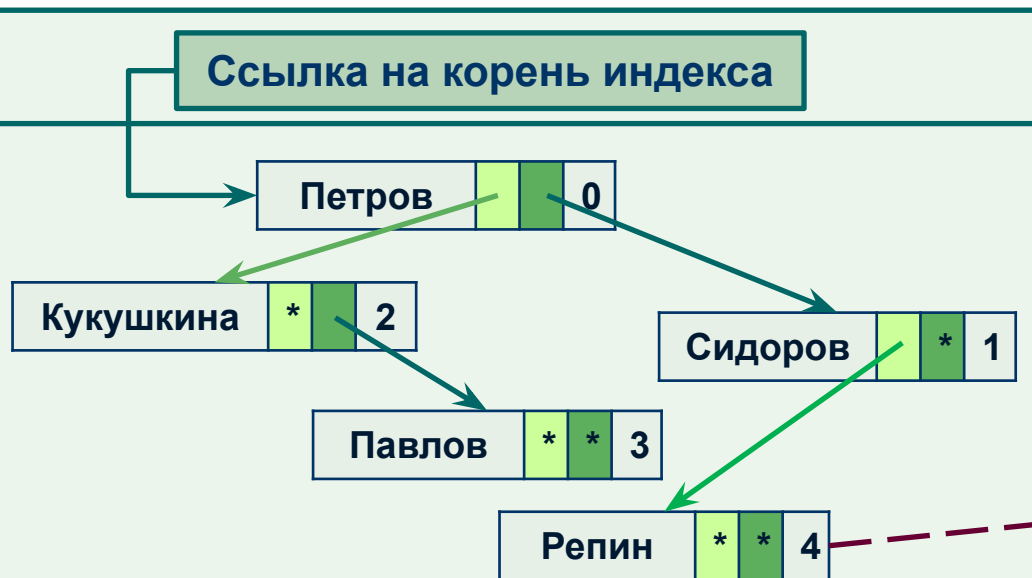 Ссылка на корень индекса
Петров 0
Кукушкина * 2
Сидоров * 1
Павлов * * 3
Репин * * 4